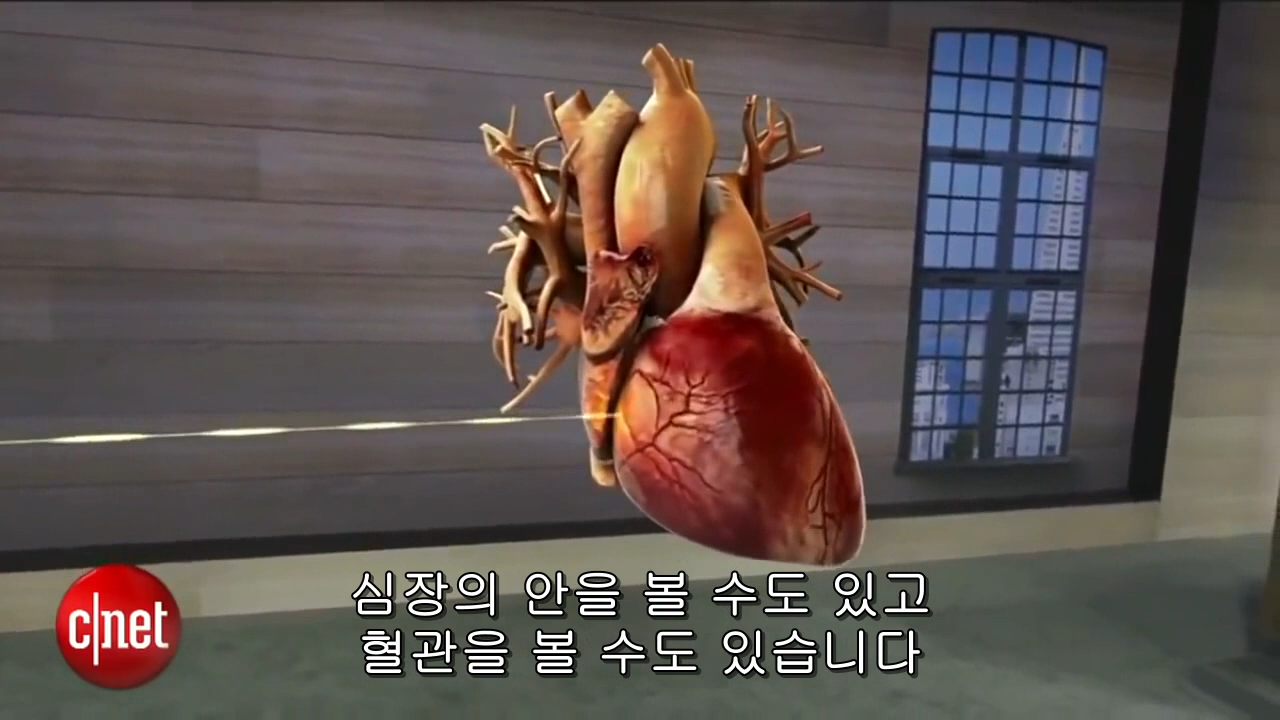 심장의 안을 볼 수도 있고
혈관을 볼 수도 있습니다
c|net